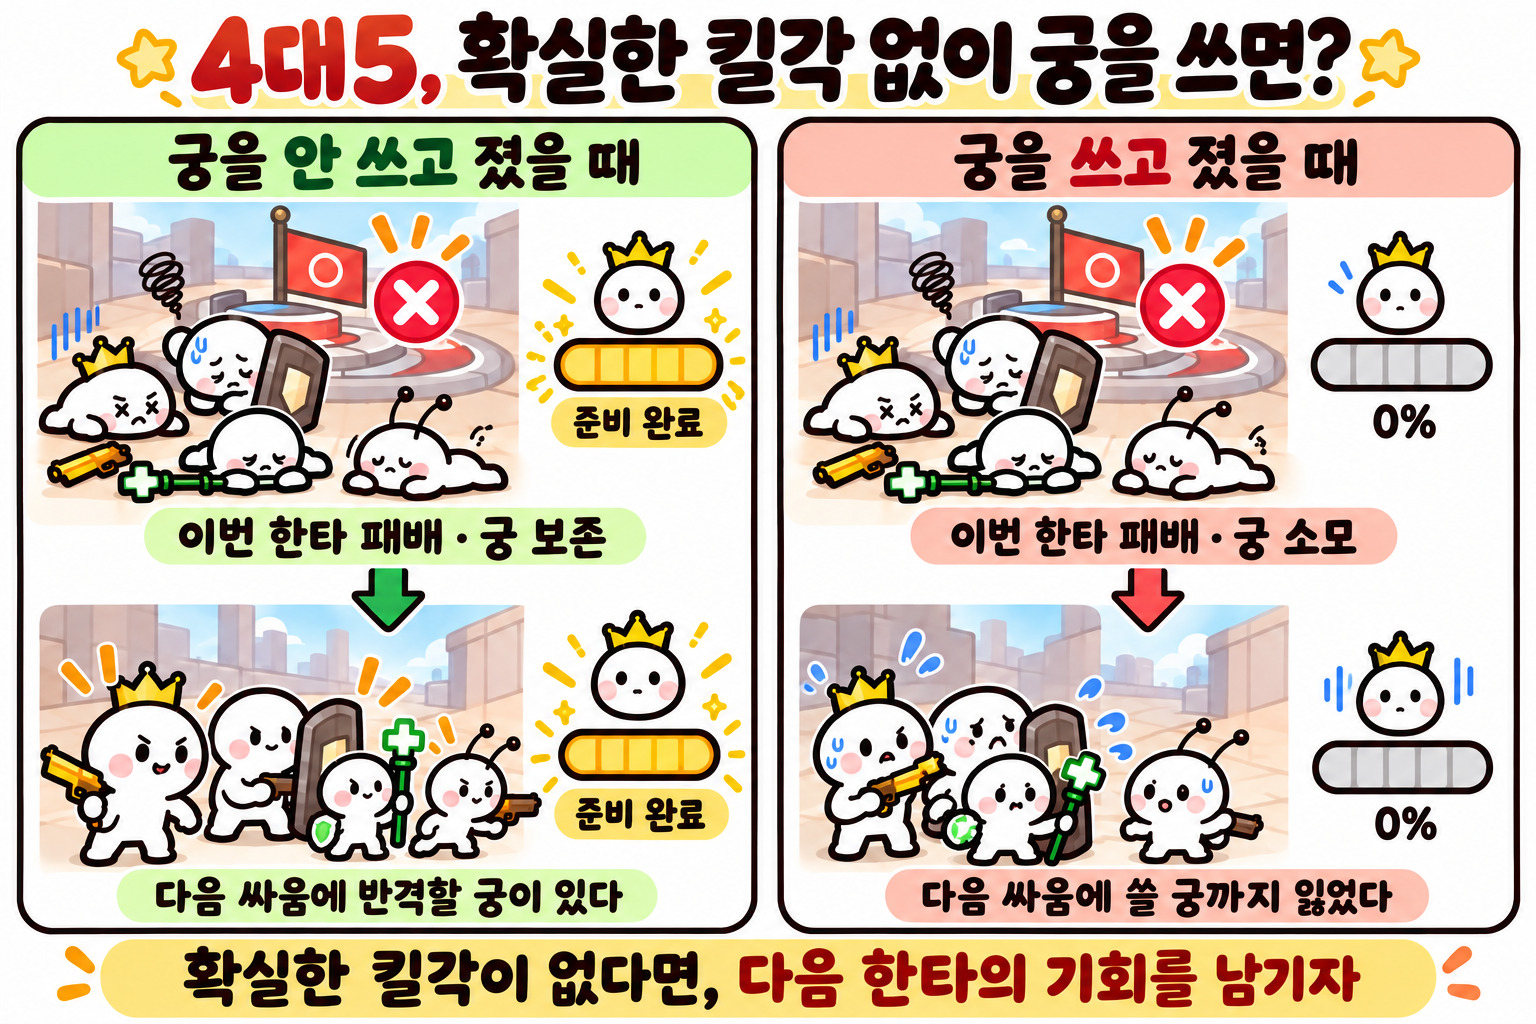 4대5, 확실한 킬각 없이 궁을 쓰면?
궁을 안 쓰고 졌을 때
준비 완료
이번 한타 패배 · 궁 보존
준비 완료
다음 싸움에 반격할 궁이 있다
궁을 쓰고 졌을 때
0%
이번 한타 패배 · 궁 소모
0%
다음 싸움에 쓸 궁까지 잃었다
확실한 킬각이 없다면, 다음 한타의 기회를 남기자